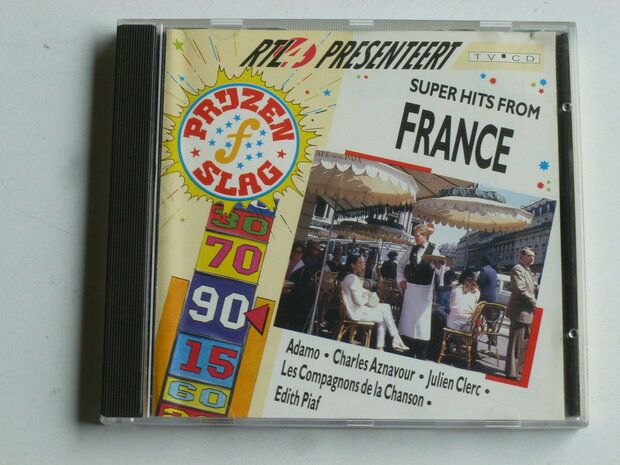 RTL4 PRESENTEERT
TV CD
SUPER HITS FROM
FRANCE
PRIJZEN
f
SLAG
30
70
90
15
60
Adamo • Charles Aznavour • Julien Clerc •
Les Compagnons de la Chanson •
Edith Piaf